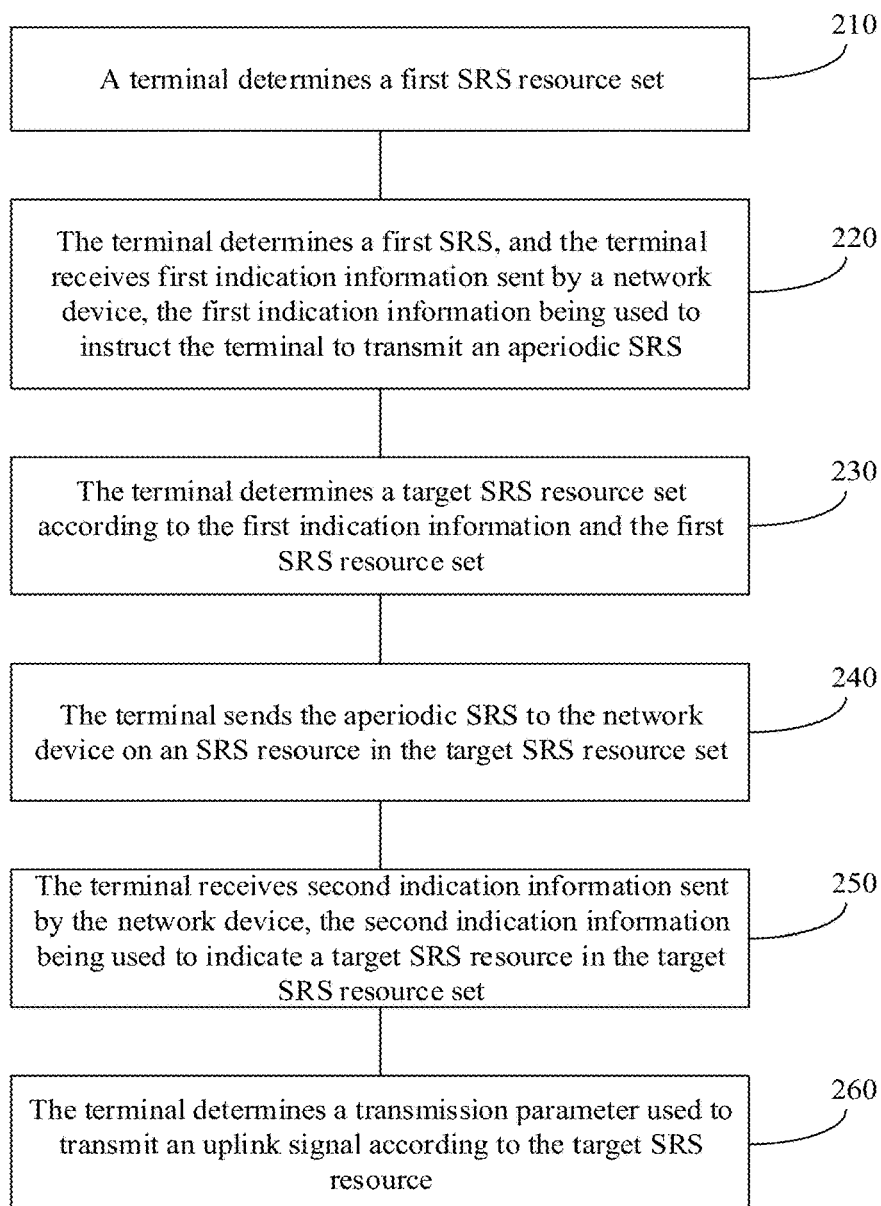 210
A terminal determines a first SRS resource set
220
The terminal determines a first SRS, and the terminal
receives first indication information sent by a network
device, the first indication information being used to
instruct the terminal to transmit an aperiodic SRS
230
The terminal determines a target SRS resource set
according to the first indication information and the first
SRS resource set
240
The terminal sends the aperiodic SRS to the network
device on an SRS resource in the target SRS resource set
250
The terminal receives second indication information sent
by the network device, the second indication information
being used to indicate a target SRS resource in the target
SRS resource set
260
The terminal determines a transmission parameter used to
transmit an uplink signal according to the target SRS
resource